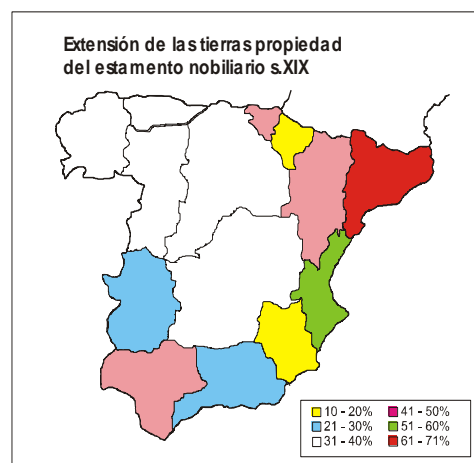 Extensión de las tierras propiedad
del estamento nobiliario s.XIX
10 - 20% 41 - 50%
21 - 30% 51 - 60%
31 - 40% 61 - 71%